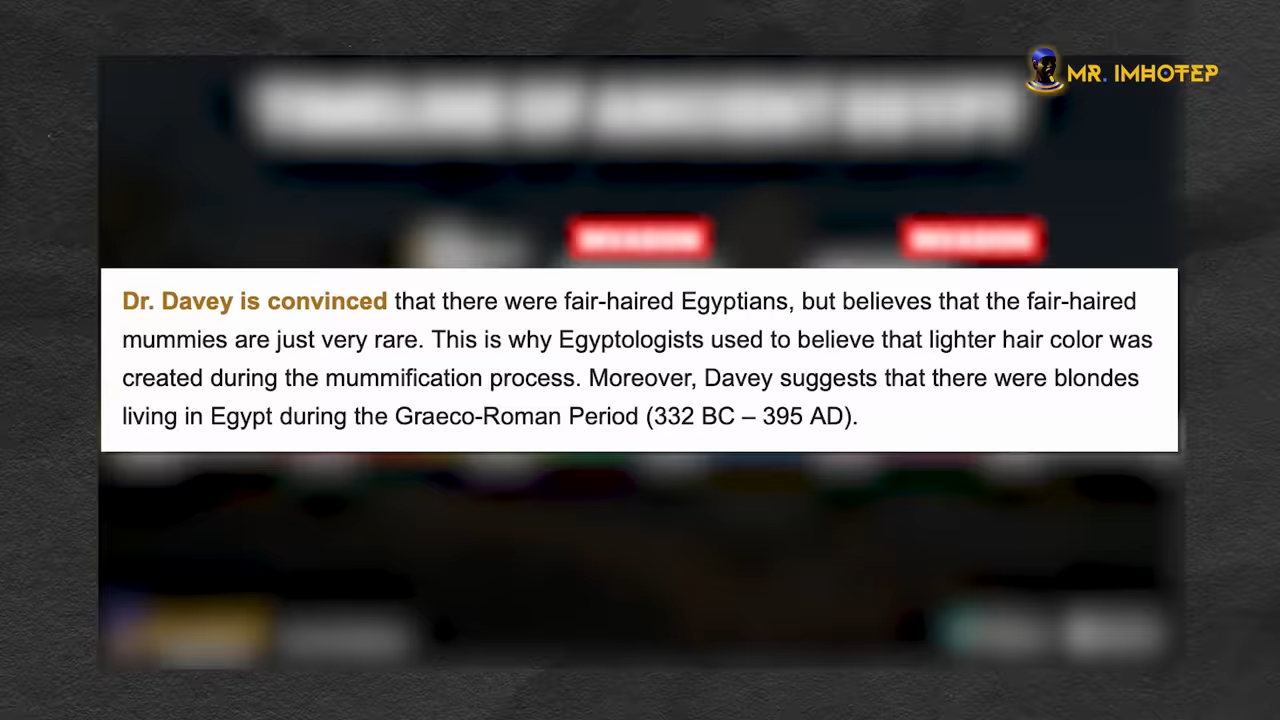 MR. IMHOTEP
Dr. Davey is convinced that there were fair-haired Egyptians, but believes that the fair-haired
mummies are just very rare. This is why Egyptologists used to believe that lighter hair color was
created during the mummification process. Moreover, Davey suggests that there were blondes
living in Egypt during the Graeco-Roman Period (332 BC – 395 AD).